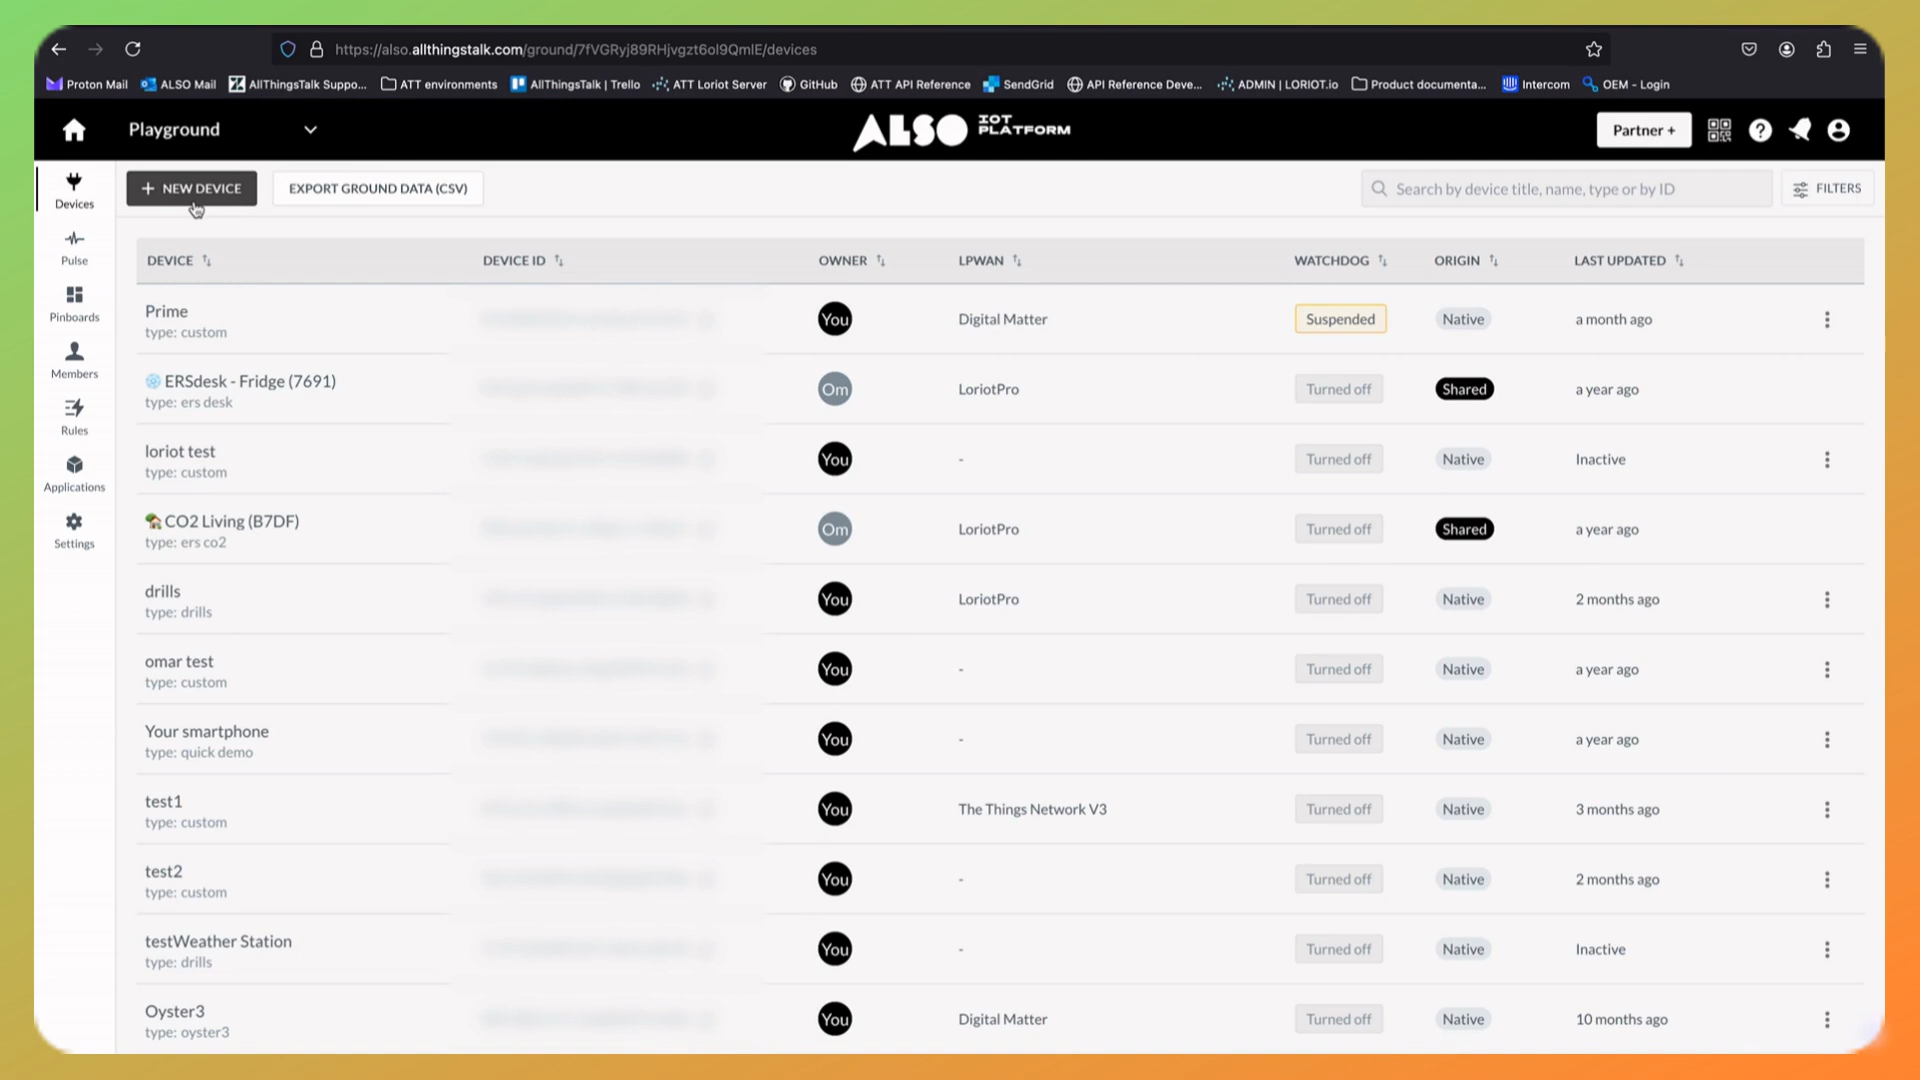 https://also.allthingstalk.com/ground/7fVGRyj89RHjvgzt6ol9QmlE/devices
Proton Mail ALSO Mail AllThingsTalk Suppo... ATT environments AllThingsTalk | Trello ATT Loriot Server GitHub ATT API Reference SendGrid API Reference Deve... ADMIN | LORIOT.io Product documenta... Intercom OEM - Login
Playground ALSO IOT PLATFORM Partner +
Devices
Pulse
Pinboards
Members
Rules
Applications
Settings
+ NEW DEVICE EXPORT GROUND DATA (CSV) Search by device title, name, type or by ID FILTERS
DEVICE DEVICE ID OWNER LPWAN WATCHDOG ORIGIN LAST UPDATED
Prime You Digital Matter Suspended Native a month ago
type: custom
ERSdesk - Fridge (7691) Om LoriotPro Turned off Shared a year ago
type: ers desk
loriot test You - Turned off Native Inactive
type: custom
CO2 Living (B7DF) Om LoriotPro Turned off Shared a year ago
type: ers co2
drills You LoriotPro Turned off Native 2 months ago
type: drills
omar test You - Turned off Native a year ago
type: custom
Your smartphone You - Turned off Native a year ago
type: quick demo
test1 You The Things Network V3 Turned off Native 3 months ago
type: custom
test2 You - Turned off Native 2 months ago
type: custom
testWeather Station You - Turned off Native Inactive
type: drills
Oyster3 You Digital Matter Turned off Native 10 months ago
type: oyster3